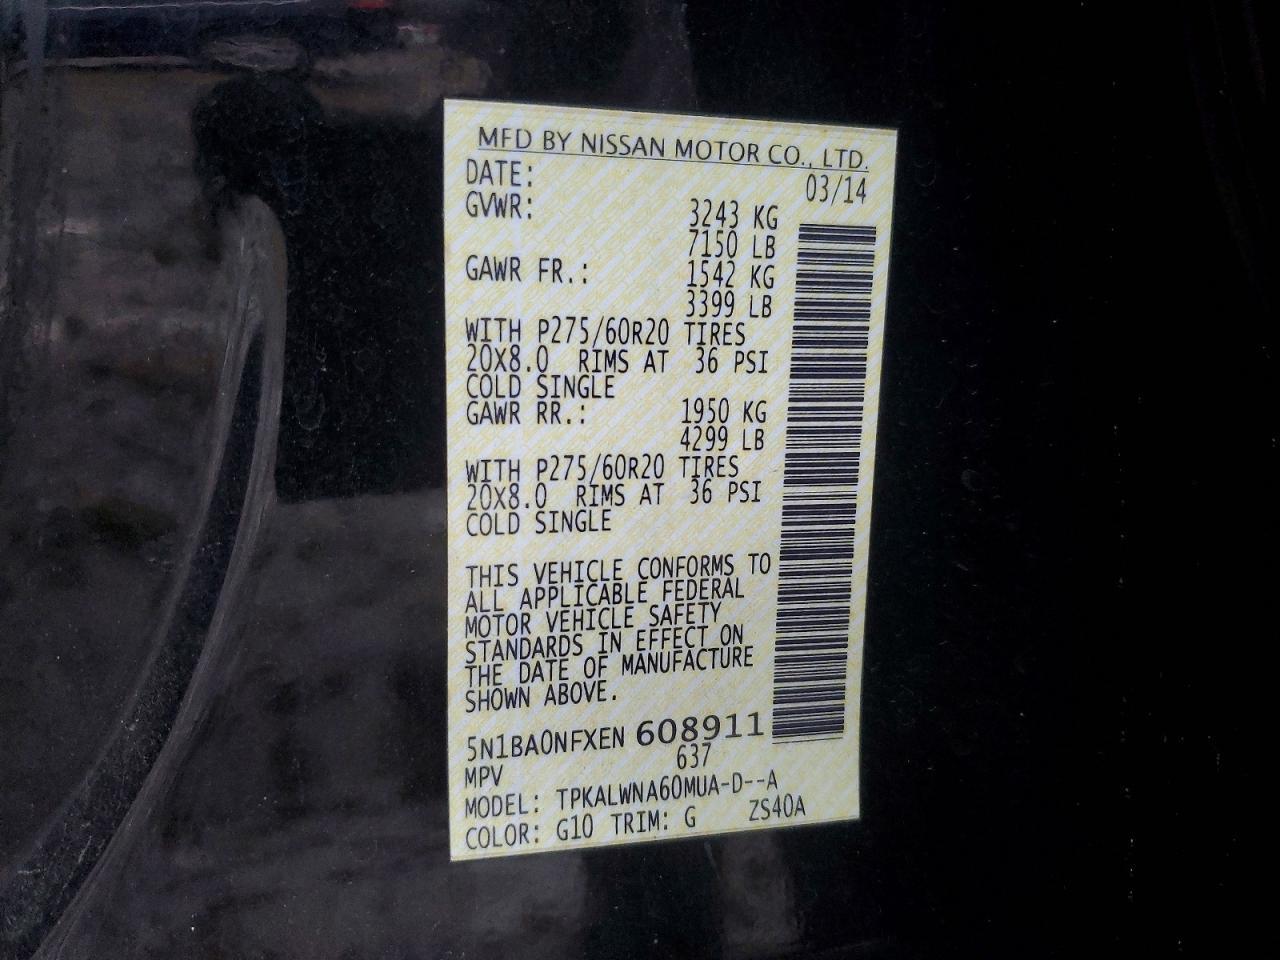 MFD BY NISSAN MOTOR CO., LTD.
DATE: 03/14
GVWR: 3243 KG
7150 LB
GAWR FR.: 1542 KG
3399 LB
WITH P275/60R20 TIRES
20X8.0 RIMS AT 36 PSI
COLD SINGLE
GAWR RR.: 1950 KG
4299 LB
WITH P275/60R20 TIRES
20X8.0 RIMS AT 36 PSI
COLD SINGLE
THIS VEHICLE CONFORMS TO
ALL APPLICABLE FEDERAL
MOTOR VEHICLE SAFETY
STANDARDS IN EFFECT ON
THE DATE OF MANUFACTURE
SHOWN ABOVE.
5N1BA0NFXEN 608911
MPV 637
MODEL: TPKALWNA60MUA-D--A
COLOR: G10 TRIM: G ZS40A